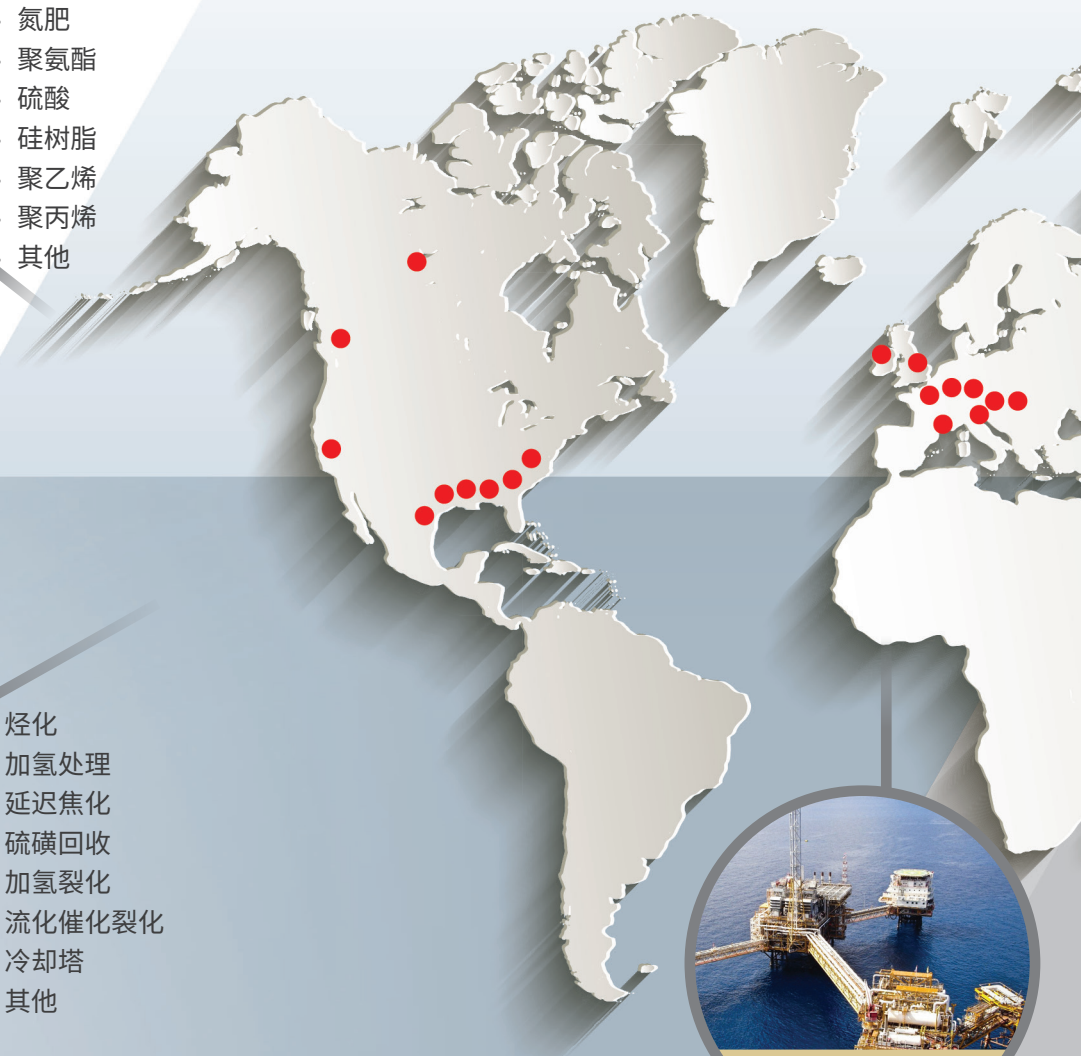 氮肥
聚氨酯
硫酸
硅树脂
聚乙烯
聚丙烯
其他
烃化
加氢处理
延迟焦化
硫磺回收
加氢裂化
流化催化裂化
冷却塔
其他